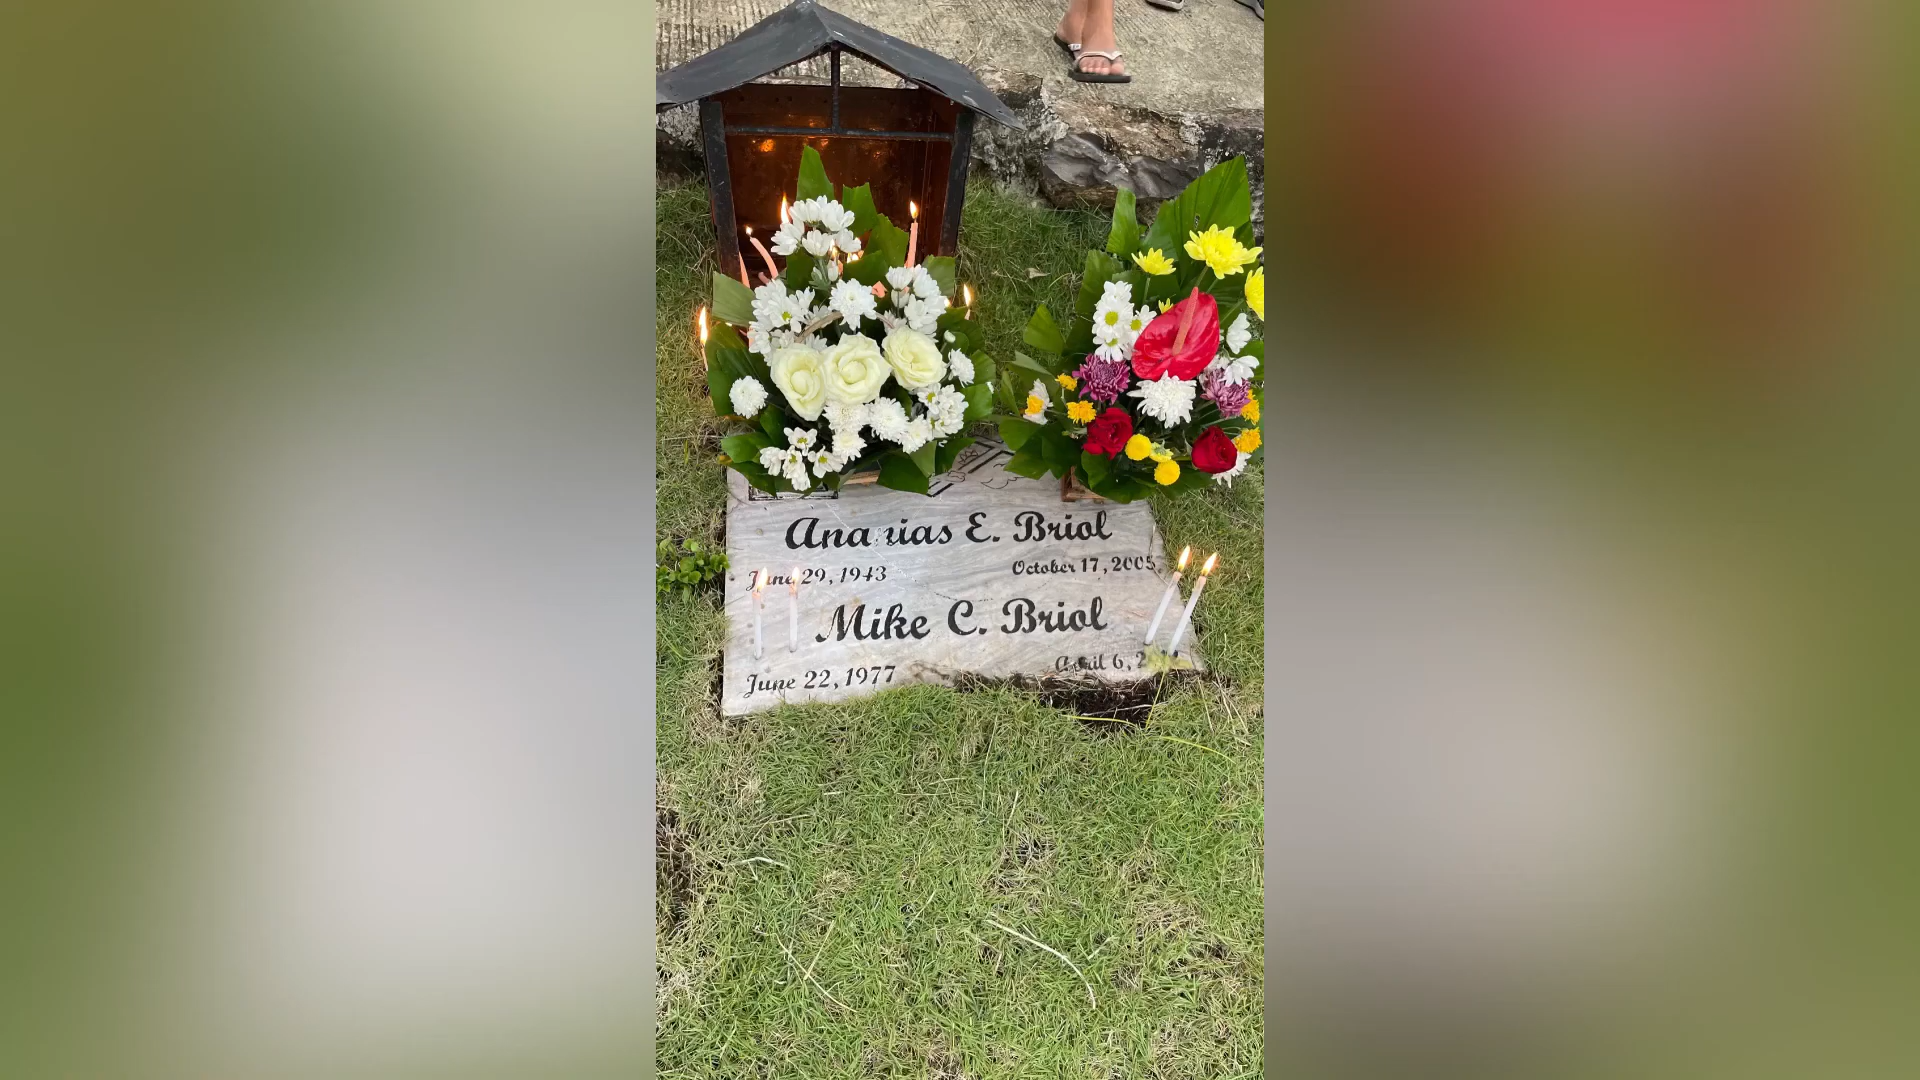 Ananias E. Briol
June 29, 1943 October 17, 2005
Mike C. Briol
June 22, 1977 April 6,